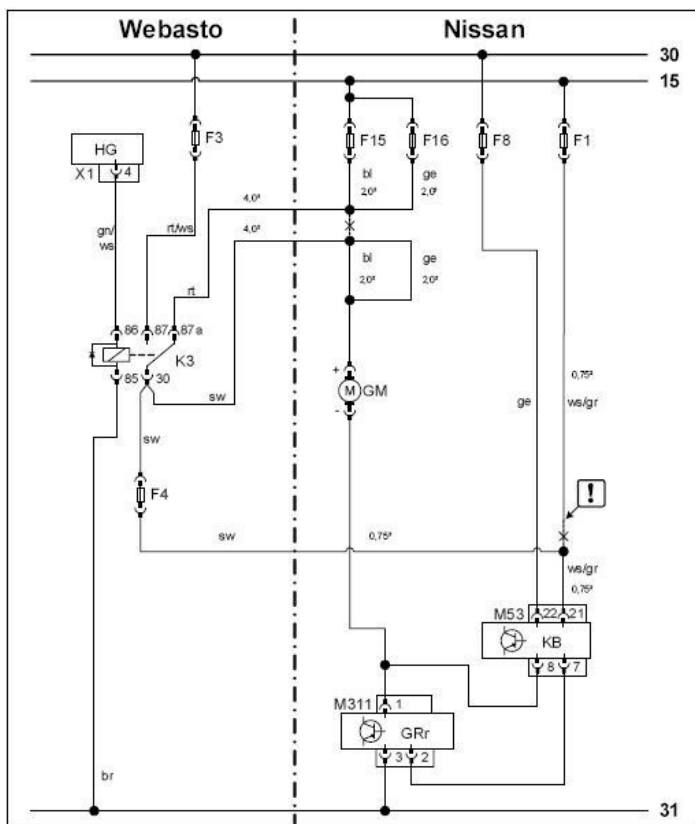 Webasto Nissan
30
15
F3 F15 F16 F8 F1
HG
X1 4
bl ge
2,0² 2,0²
4,0²
gn/
ws
rt/ws 4,0²
bl ge
2,0² 2,0²
rt
86 87 87a
K3
85 30
+
M GM
-
0,75²
ge ws/gr
sw
sw
F4
!
sw 0,75²
ws/gr
0,75²
M53 22 21
KB
8 7
M311 1
GRr
3 2
br
31